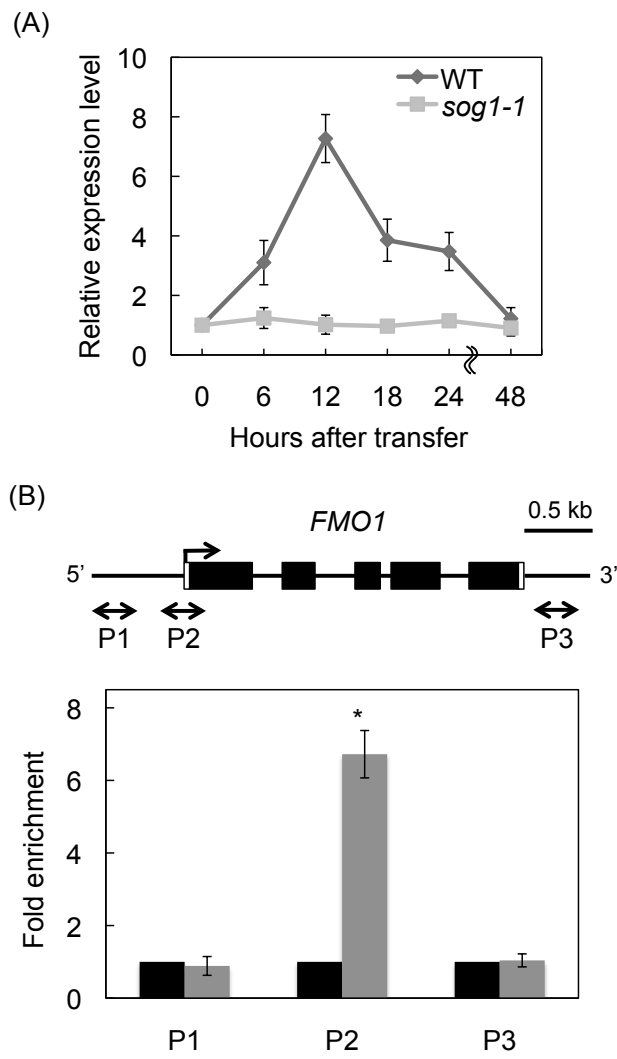 (A)
Relative expression level
10
8
6
4
2
0
WT
sog1-1
0 6 12 18 24 48
Hours after transfer
(B)
FMO1
0.5 kb
5’ 3’
P1 P2 P3
Fold enrichment
8
6
4
2
0
*
P1 P2 P3